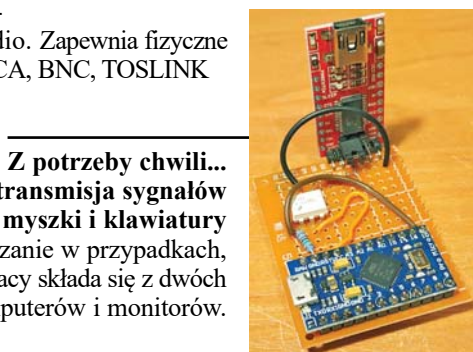 dio. Zapewnia fizyczne
CA, BNC, TOSLINK
Z potrzeby chwili...
transmisja sygnałów
myszki i klawiatury
zanie w przypadkach,
acy składa się z dwóch
puterów i monitorów.